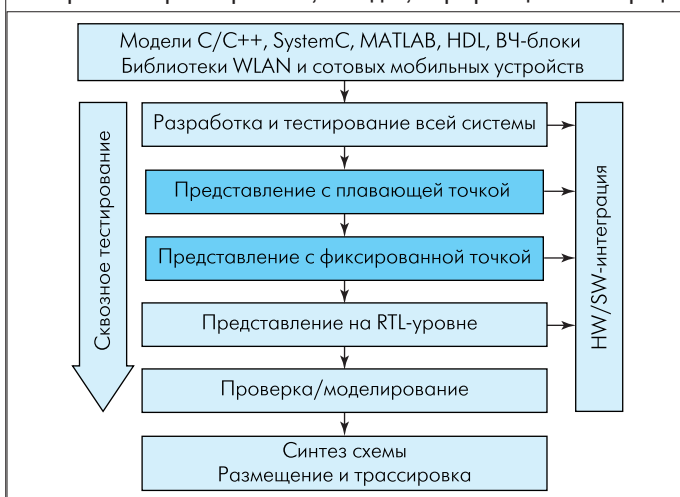 Модели C/C++, SystemC, MATLAB, HDL, ВЧ-блоки
Библиотеки WLAN и сотовых мобильных устройств
Сквозное тестирование
Разработка и тестирование всей системы
Представление с плавающей точкой
Представление с фиксированной точкой
Представление на RTL-уровне
Проверка/моделирование
Синтез схемы
Размещение и трассировка
HW/SW-интеграция